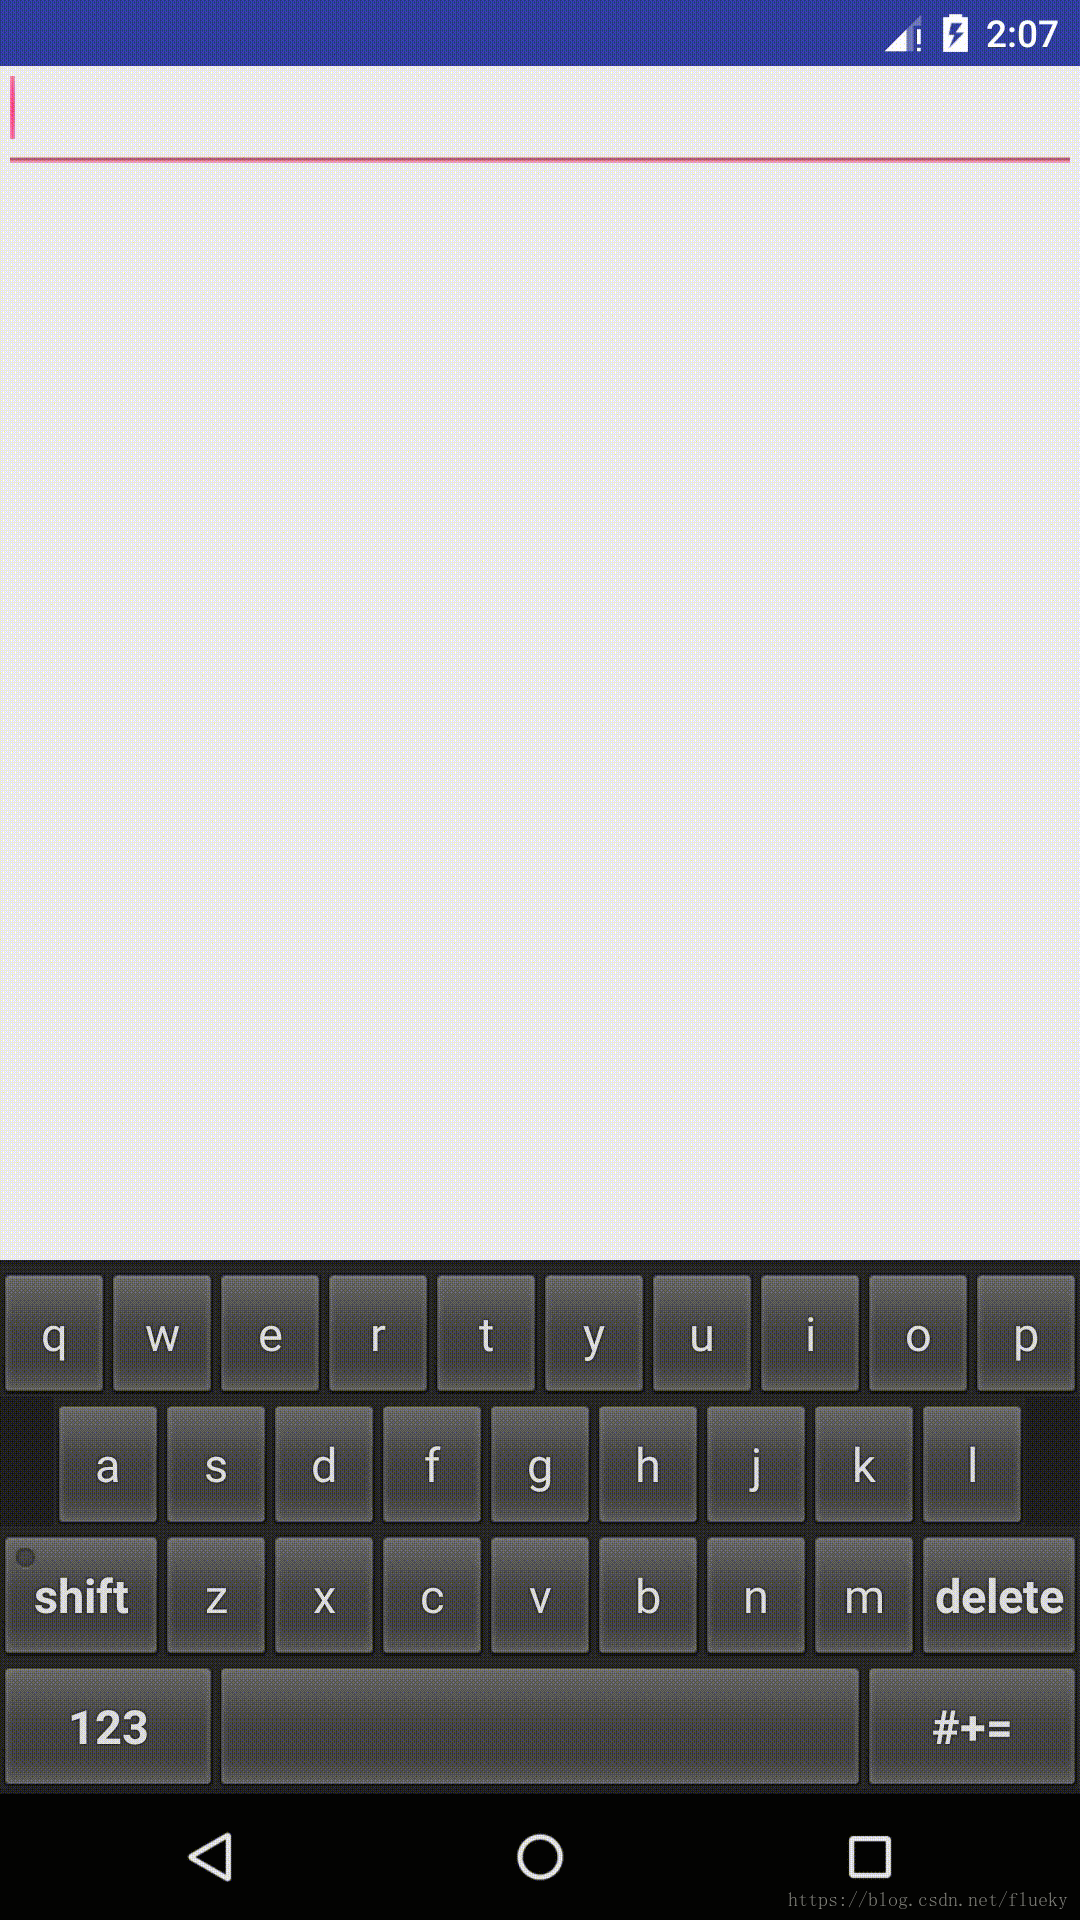 2:07
q w e r t y u i o p
a s d f g h j k l
shift z x c v b n m delete
123 #+=
https://blog.csdn.net/flueky